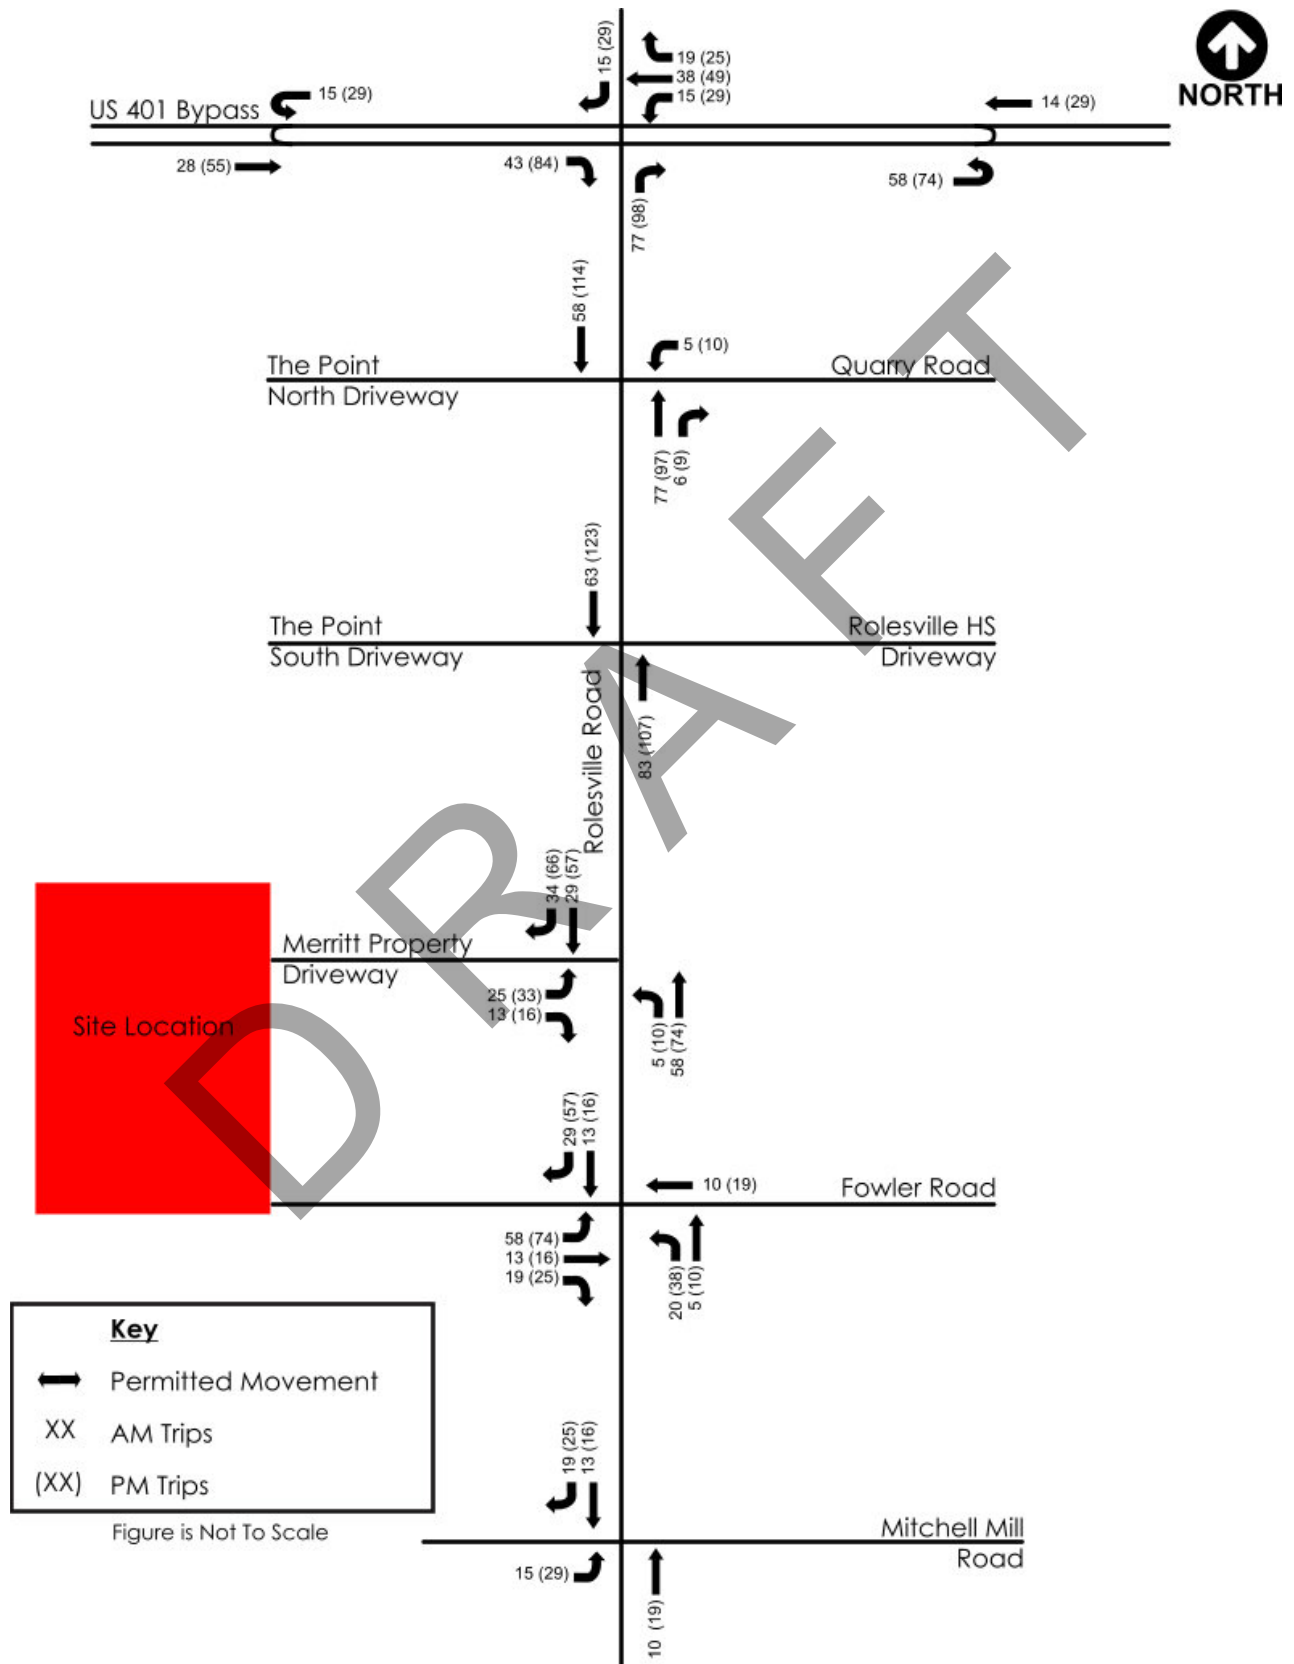 NORTH
15 (29)
19 (25)
38 (49)
15 (29)
15 (29)
US 401 Bypass
14 (29)
28 (55)
43 (84)
77 (98)
58 (74)
58 (114)
5 (10)
The Point
North Driveway
Quarry Road
77 (97)
6 (9)
63 (123)
The Point
South Driveway
Rolesville HS
Driveway
Rolesville Road
83 (107)
34 (66)
29 (57)
Merritt Property
Driveway
25 (33)
13 (16)
5 (10)
58 (74)
Site Location
29 (57)
13 (16)
10 (19)
Fowler Road
58 (74)
13 (16)
19 (25)
20 (38)
5 (10)
Key
Permitted Movement
XX AM Trips
(XX) PM Trips
Figure is Not To Scale
19 (25)
13 (16)
Mitchell Mill
Road
15 (29)
10 (19)
DRAFT